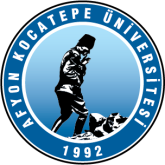 AFYON KOCATEPE ÜNİVERSİTESİ
1992